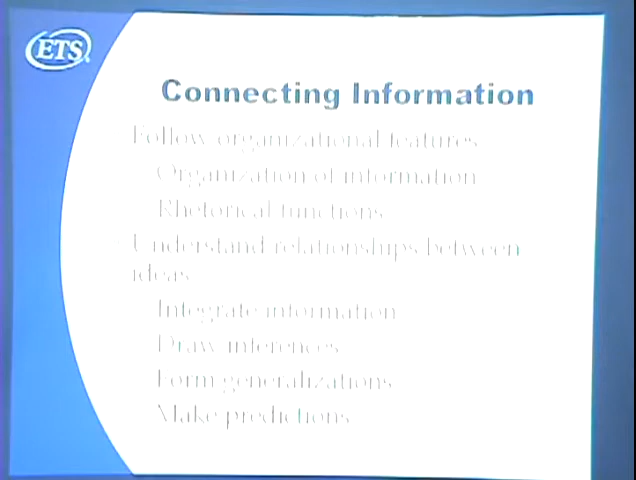 ETS
Connecting Information
Follow organizational features
Organization of information
Rhetorical functions
Understand relationships between
ideas
Integrate information
Draw inferences
Form generalizations
Make predictions